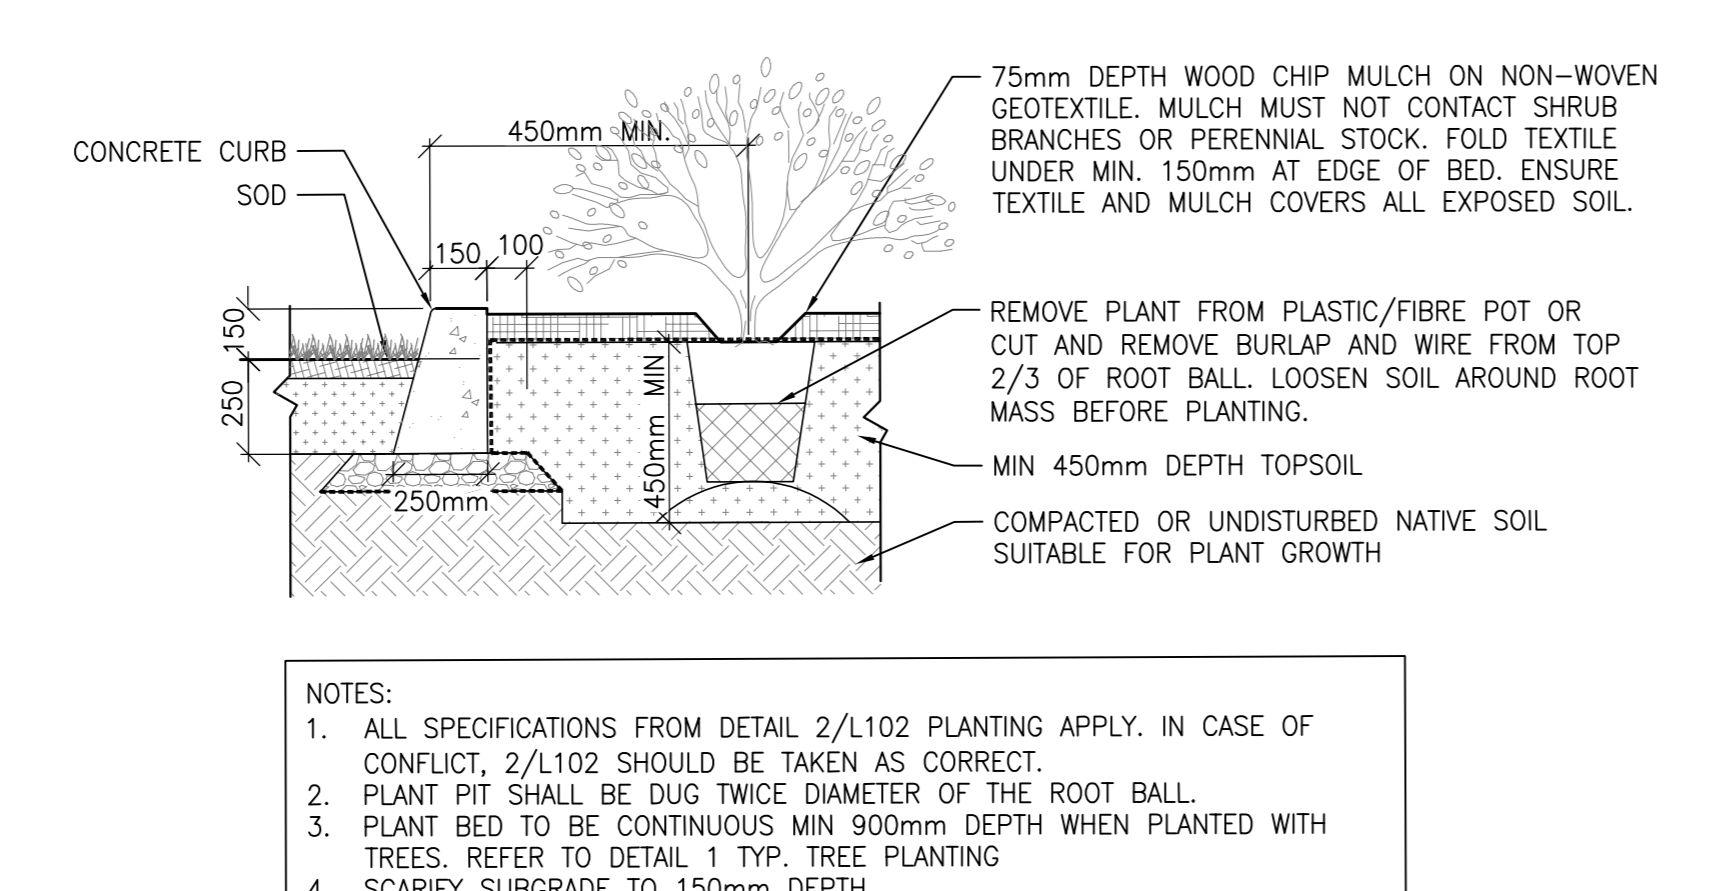 75mm DEPTH WOOD CHIP MULCH ON NON-WOVEN
GEOTEXTILE. MULCH MUST NOT CONTACT SHRUB
BRANCHES OR PERENNIAL STOCK. FOLD TEXTILE
UNDER MIN. 150mm AT EDGE OF BED. ENSURE
TEXTILE AND MULCH COVERS ALL EXPOSED SOIL.
450mm MIN.
CONCRETE CURB
SOD
150
100
150
250
450mm MIN
250mm
REMOVE PLANT FROM PLASTIC/FIBRE POT OR
CUT AND REMOVE BURLAP AND WIRE FROM TOP
2/3 OF ROOT BALL. LOOSEN SOIL AROUND ROOT
MASS BEFORE PLANTING.
MIN 450mm DEPTH TOPSOIL
COMPACTED OR UNDISTURBED NATIVE SOIL
SUITABLE FOR PLANT GROWTH
NOTES:
1. ALL SPECIFICATIONS FROM DETAIL 2/L102 PLANTING APPLY. IN CASE OF
CONFLICT, 2/L102 SHOULD BE TAKEN AS CORRECT.
2. PLANT PIT SHALL BE DUG TWICE DIAMETER OF THE ROOT BALL.
3. PLANT BED TO BE CONTINUOUS MIN 900mm DEPTH WHEN PLANTED WITH
TREES. REFER TO DETAIL 1 TYP. TREE PLANTING
4. SCARIFY SUBGRADE TO 150mm DEPTH